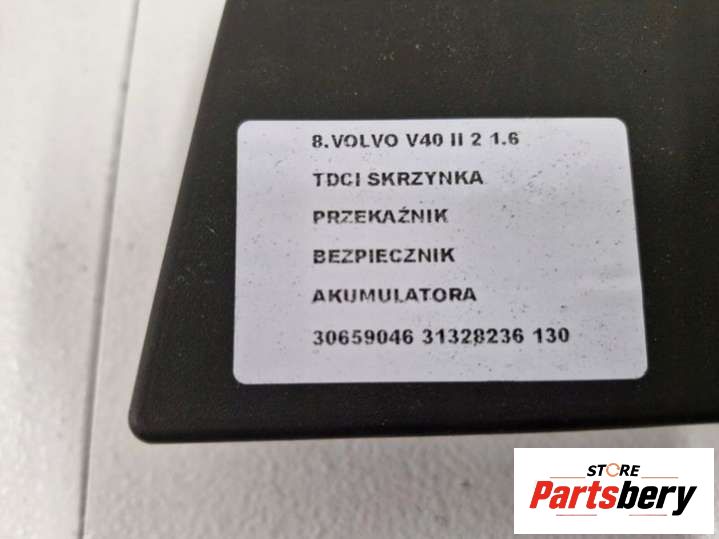 8.VOLVO V40 II 2 1.6
TDCI SKRZYNKA
PRZEKAŹNIK
BEZPIECZNIK
AKUMULATORA
30659046 31328236 130
STORE
Partsbery